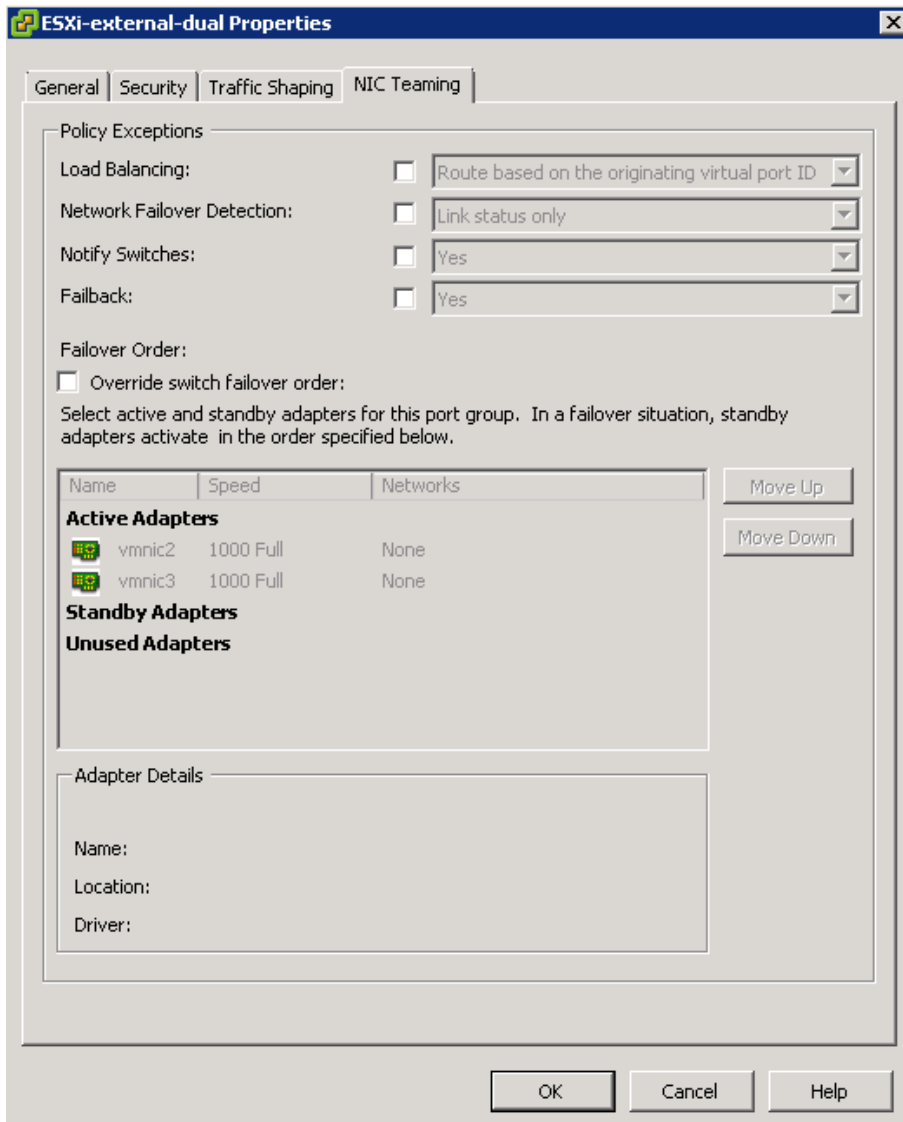 ESXi-external-dual Properties
General Security Traffic Shaping NIC Teaming
Policy Exceptions
Load Balancing: Route based on the originating virtual port ID
Network Failover Detection: Link status only
Notify Switches: Yes
Failback: Yes
Failover Order:
Override switch failover order:
Select active and standby adapters for this port group. In a failover situation, standby
adapters activate in the order specified below.
Name Speed Networks Move Up
Active Adapters
vmnic2 1000 Full None Move Down
vmnic3 1000 Full None
Standby Adapters
Unused Adapters
Adapter Details
Name:
Location:
Driver:
OK Cancel Help